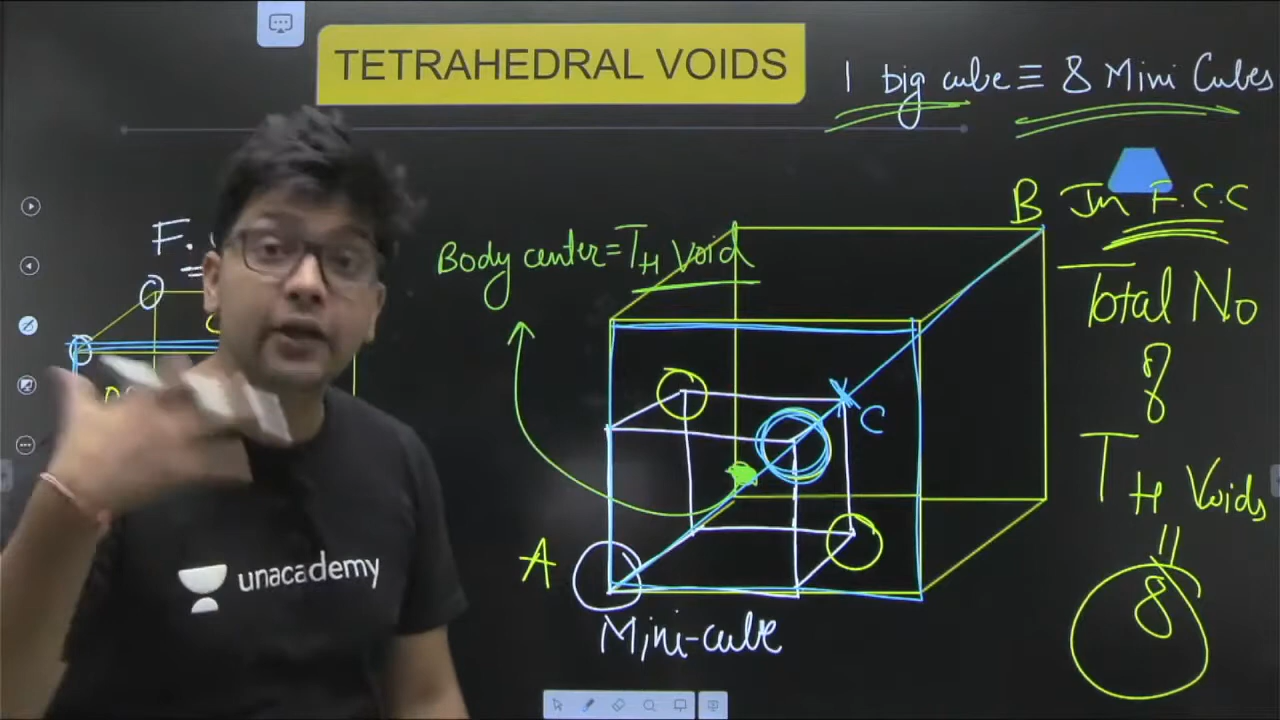 TETRAHEDRAL VOIDS
1 big cube ≡ 8 Mini Cubes
In F.C.C
Total No
8
TH Voids
=
8
F.
Body center = TH Void
B
C
A
Mini-cube
unacademy